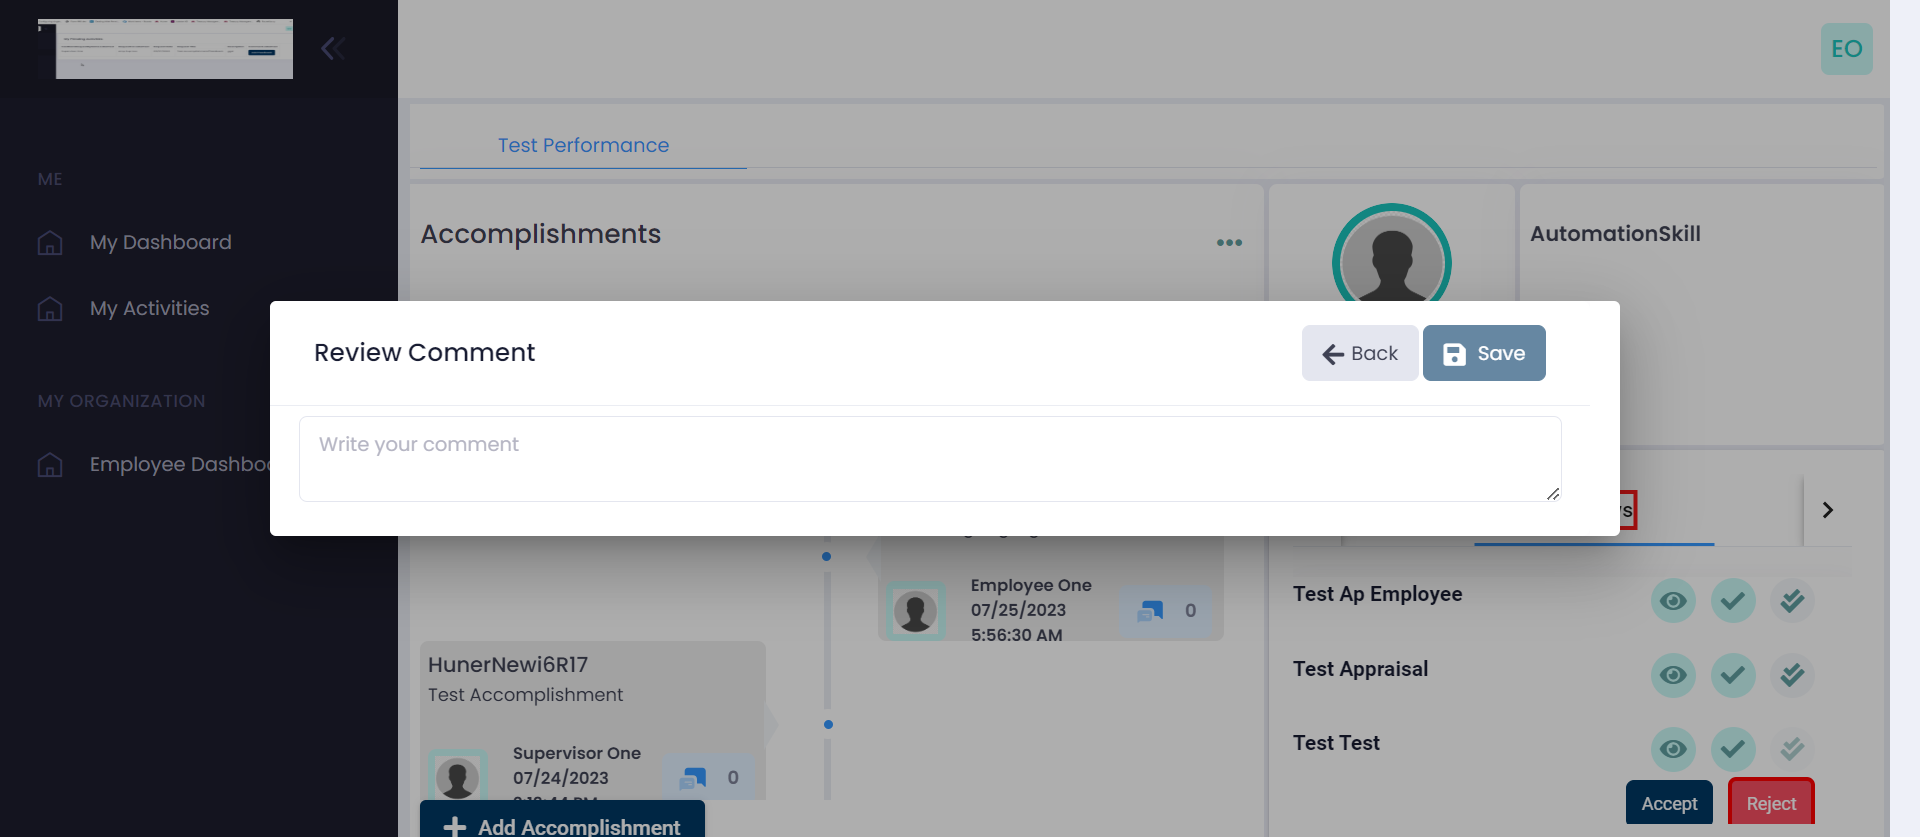 EO
ME
My Dashboard
My Activities
MY ORGANIZATION
Employee Dashboa
Test Performance
Accomplishments
AutomationSkill
Review Comment
Back
Save
Write your comment
Employee One
07/25/2023
5:56:30 AM
0
HunerNewi6R17
Test Accomplishment
Supervisor One
07/24/2023
0
Add Accomplishment
Test Ap Employee
Test Appraisal
Test Test
Accept
Reject